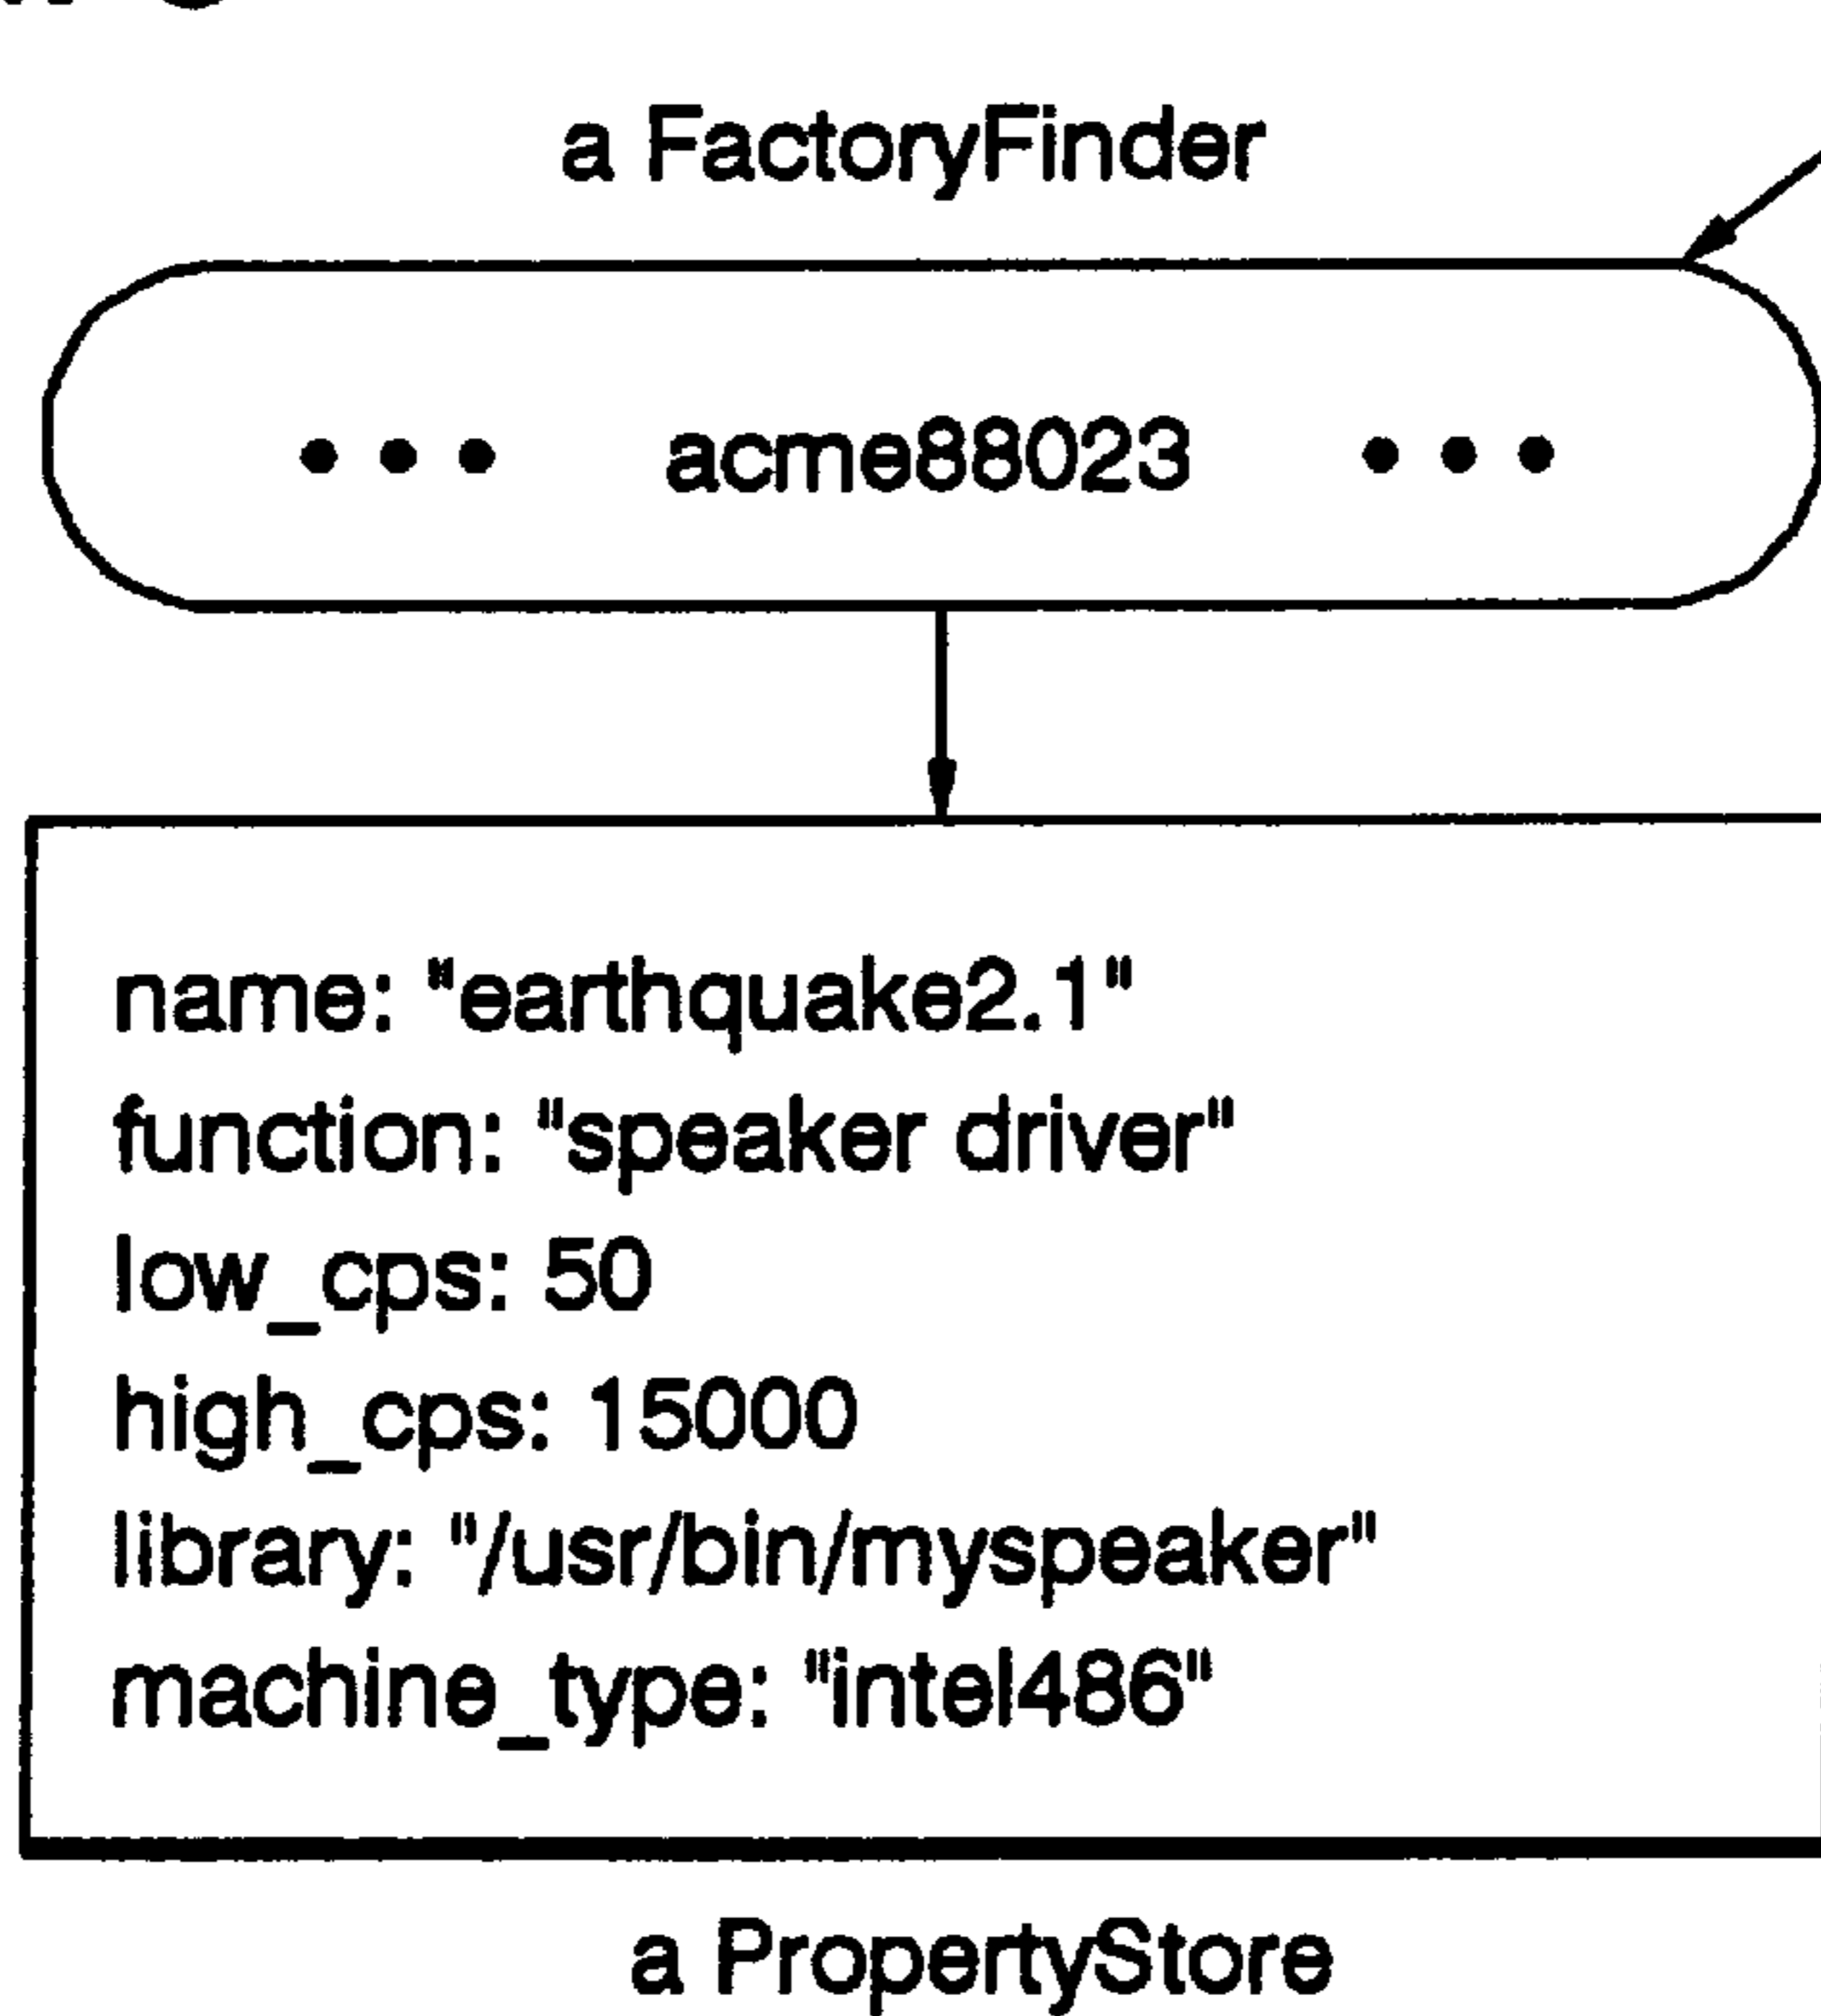 a FactoryFinder
• • • acme88023 • • •
name: "earthquake2.1"
function: "speaker driver"
low_cps: 50
high_cps: 15000
library: "/usr/bin/myspeaker"
machine_type: "intel486"
a PropertyStore